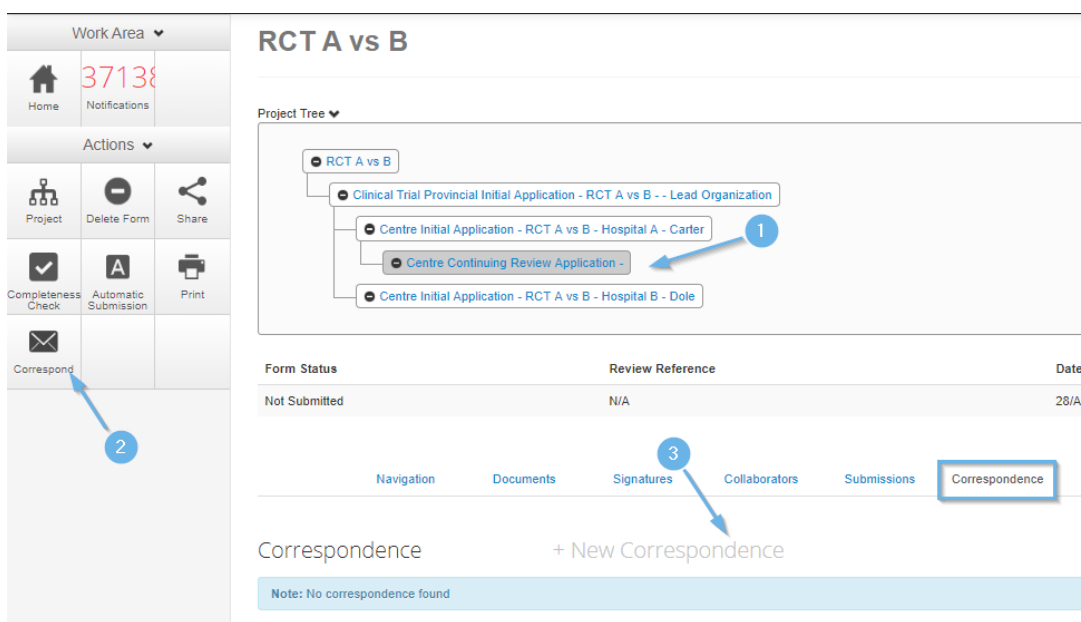 Work Area
RCT A vs B
37138
Home
Notifications
Project Tree
Actions
RCT A vs B
Clinical Trial Provincial Initial Application - RCT A vs B - - Lead Organization
Project
Delete Form
Share
Centre Initial Application - RCT A vs B - Hospital A - Carter
1
Centre Continuing Review Application -
Centre Initial Application - RCT A vs B - Hospital B - Dole
Completeness
Check
A
Automatic
Submission
Print
Correspond
2
Form Status Review Reference Date
Not Submitted N/A 28/A
3
Navigation Documents Signatures Collaborators Submissions Correspondence
Correspondence + New Correspondence
Note: No correspondence found